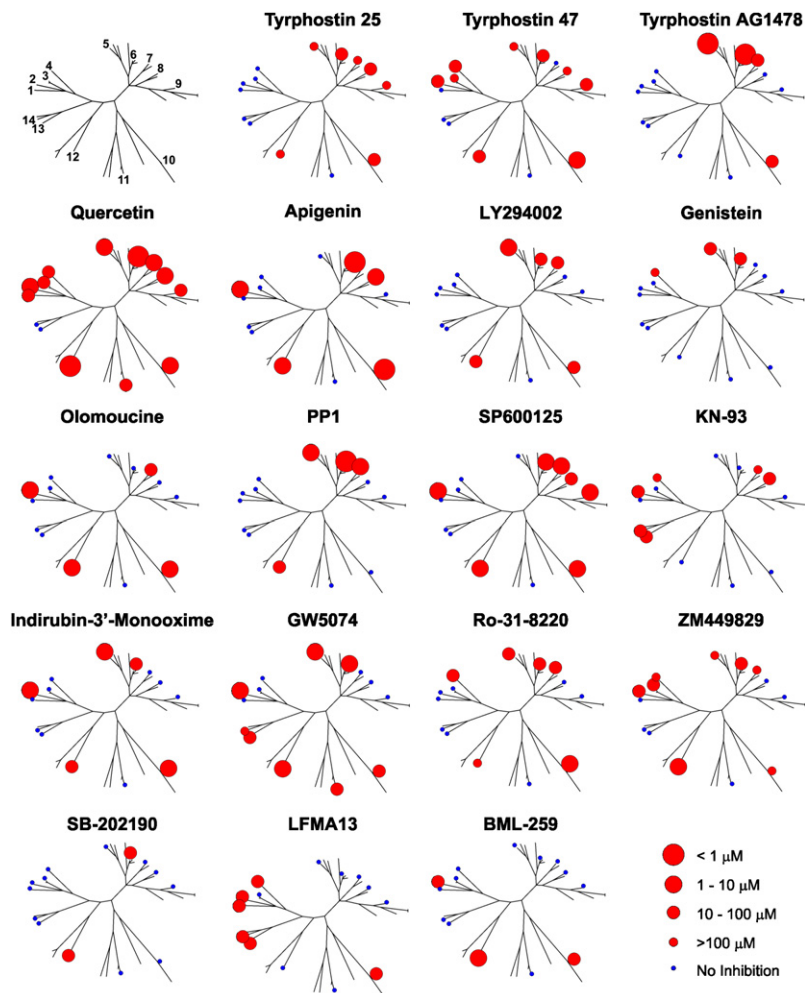 Tyrphostin 25 Tyrphostin 47 Tyrphostin AG1478
5
6
7
4
3
8
2
9
1
14
13
12
10
11
Quercetin Apigenin LY294002 Genistein
Olomoucine PP1 SP600125 KN-93
Indirubin-3'-Monooxime GW5074 Ro-31-8220 ZM449829
SB-202190 LFMA13 BML-259
< 1 μM
1 - 10 μM
10 - 100 μM
>100 μM
No Inhibition